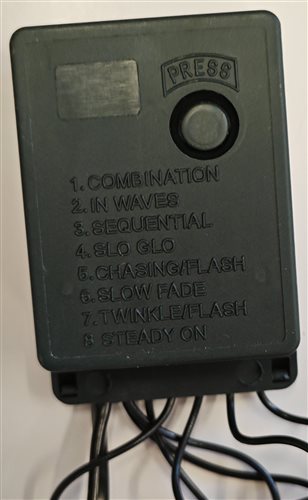 PRESS
1.COMBINATION
2.IN WAVES
3.SEQUENTIAL
4.SLO GLO
5.CHASING/FLASH
6.SLOW FADE
7.TWINKLE/FLASH
8 STEADY ON